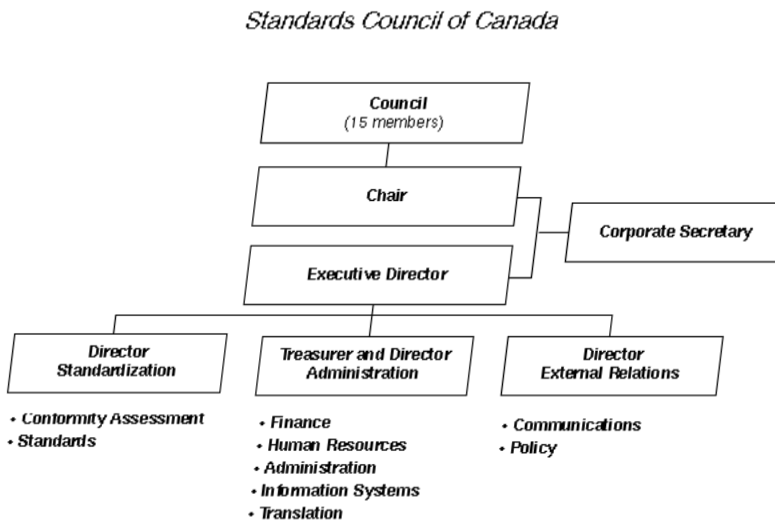 Standards Council of Canada
Council
(15 members)
Chair
Corporate Secretary
Executive Director
Director
Standardization
Treasurer and Director
Administration
Director
External Relations
• Conformity Assessment
• Standards
• Finance
• Human Resources
• Administration
• Information Systems
• Translation
• Communications
• Policy